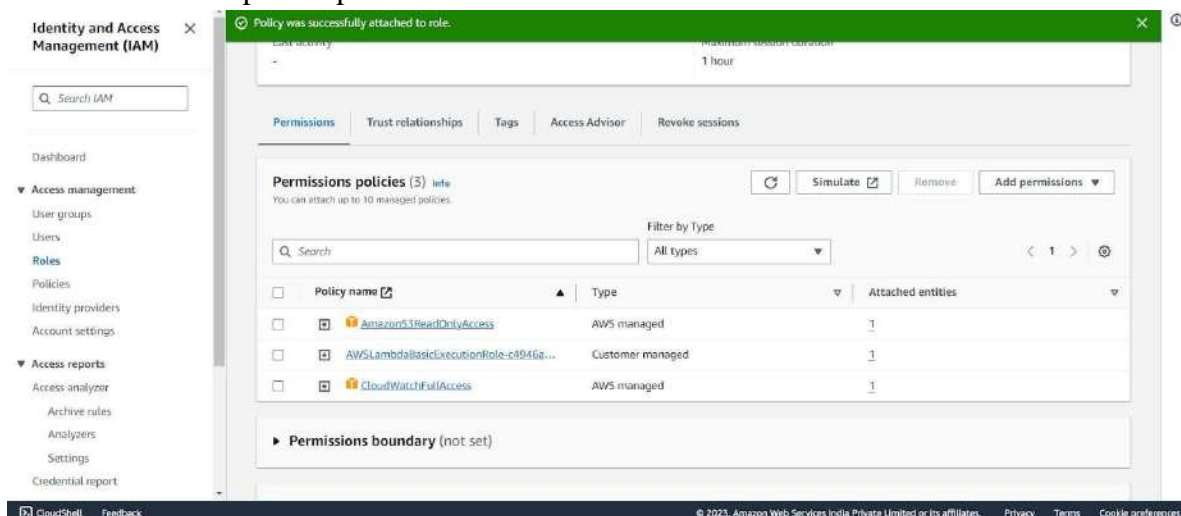 Identity and Access Management (IAM)
Policy was successfully attached to role.
Search IAM
Dashboard
Access management
User groups
Users
Roles
Policies
Identity providers
Account settings
Access reports
Access analyzer
Archive rules
Analyzers
Settings
Credential report
Last activity
Maximum session duration
-
1 hour
Permissions Trust relationships Tags Access Advisor Revoke sessions
Permissions policies (3) Info
Simulate Remove Add permissions
You can attach up to 10 managed policies.
Filter by Type
Search All types
1
Policy name Type Attached entities
AmazonS3ReadOnlyAccess AWS managed 1
AWSLambdaBasicExecutionRole-c4946a... Customer managed 1
CloudWatchFullAccess AWS managed 1
Permissions boundary (not set)
CloudShell Feedback © 2023, Amazon Web Services India Private Limited or its affiliates. Privacy Terms Cookie preferences